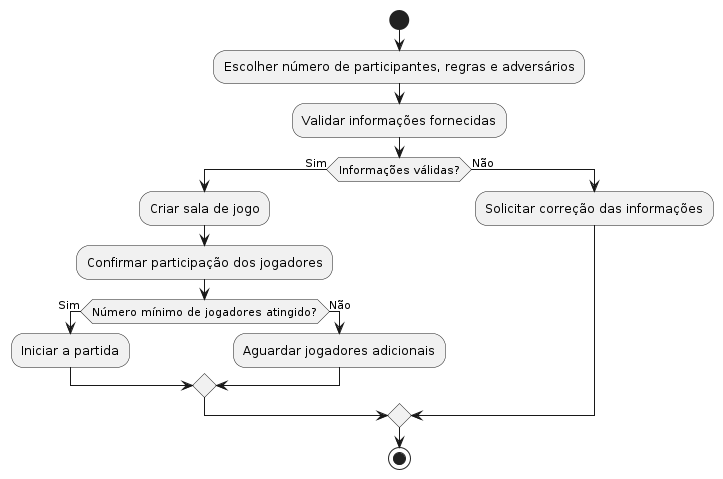 Escolher número de participantes, regras e adversários
Validar informações fornecidas
Sim
Informações válidas?
Não
Criar sala de jogo
Solicitar correção das informações
Confirmar participação dos jogadores
Sim
Número mínimo de jogadores atingido?
Não
Iniciar a partida
Aguardar jogadores adicionais